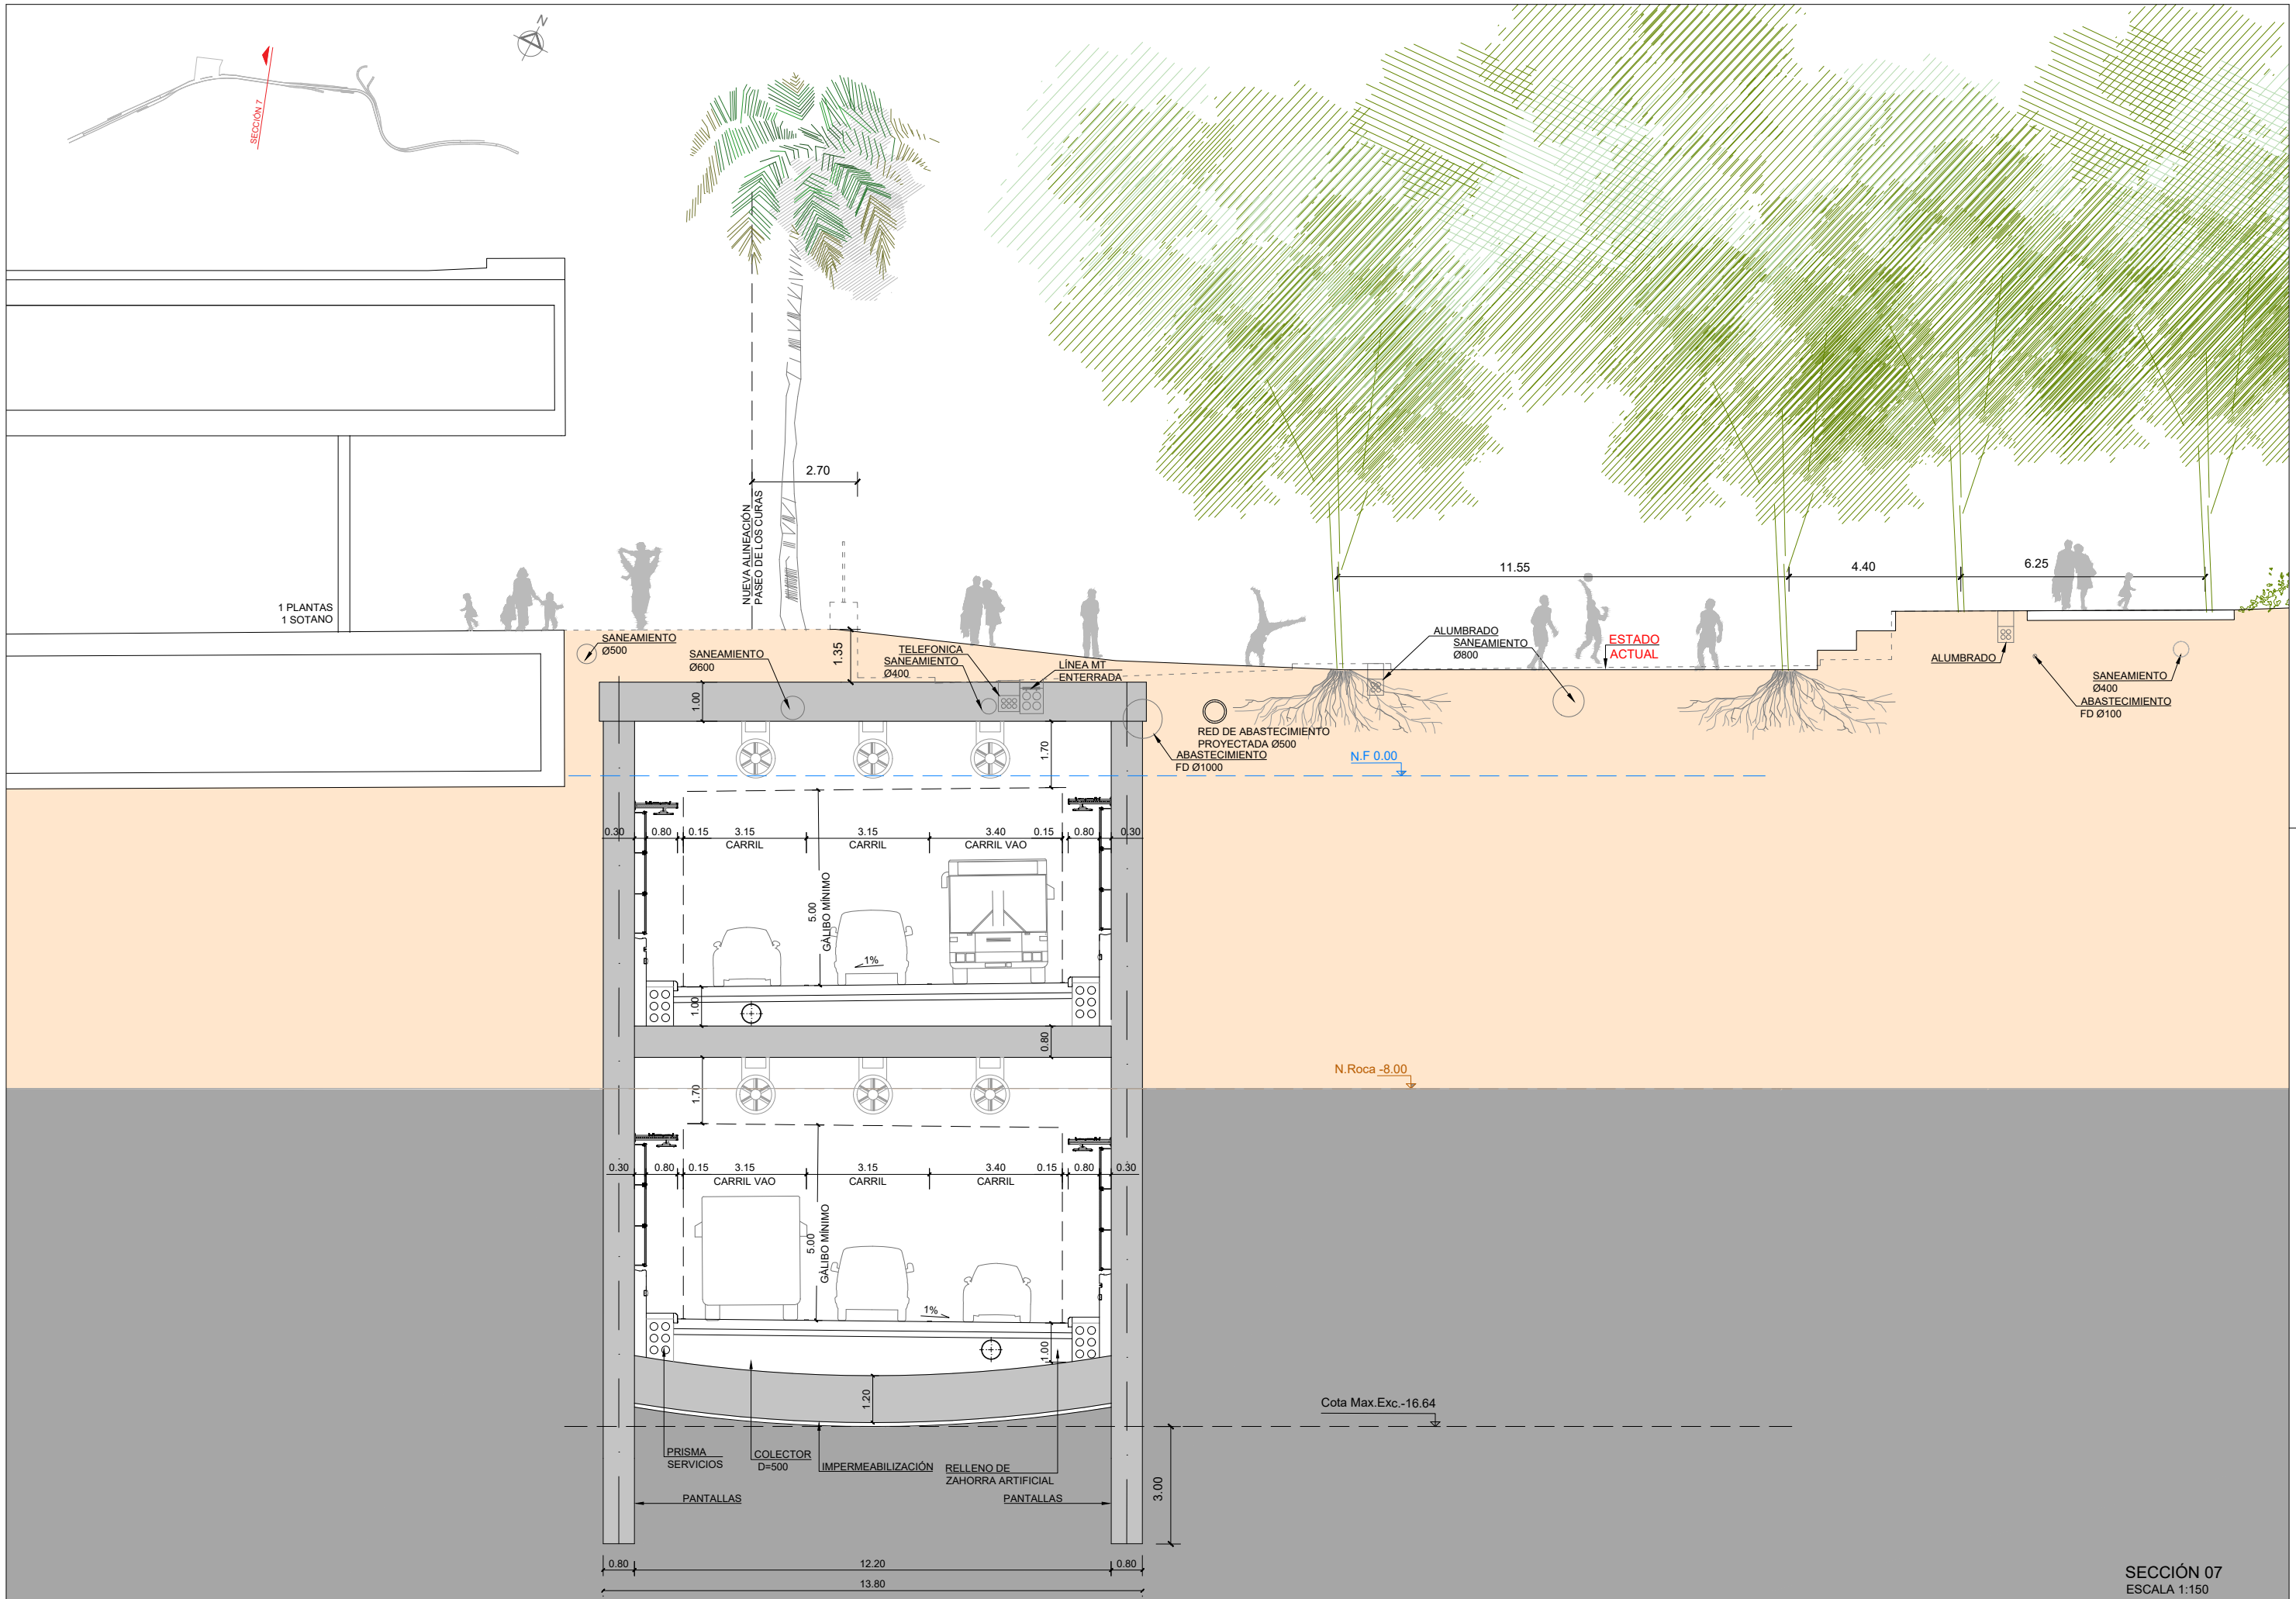 N
SECCIÓN 7
2.70
NUEVA ALINEACIÓN
PASEO DE LOS CURAS
11.55
4.40
6.25
1 PLANTAS
1 SOTANO
SANEAMIENTO
Ø500
SANEAMIENTO
Ø600
1.35
TELEFONICA
SANEAMIENTO
Ø400
LÍNEA MT
ENTERRADA
ALUMBRADO
SANEAMIENTO
Ø800
ESTADO
ACTUAL
ALUMBRADO
SANEAMIENTO
Ø400
ABASTECIMIENTO
FD Ø100
1.00
RED DE ABASTECIMIENTO
PROYECTADA Ø500
ABASTECIMIENTO
FD Ø1000
1.70
N.F 0.00
0.30 0.80 0.15 3.15 3.15 3.40 0.15 0.80 0.30
CARRIL CARRIL CARRIL VAO
5.00
GÁLIBO MÍNIMO
1%
1.00
0.80
N.Roca -8.00
1.70
0.30 0.80 0.15 3.15 3.15 3.40 0.15 0.80 0.30
CARRIL VAO CARRIL CARRIL
5.00
GÁLIBO MÍNIMO
1%
1.00
1.20
Cota Max.Exc.-16.64
PRISMA
SERVICIOS
COLECTOR
D=500
IMPERMEABILIZACIÓN
RELLENO DE
ZAHORRA ARTIFICIAL
PANTALLAS
PANTALLAS
3.00
0.80 12.20 0.80
13.80
SECCIÓN 07
ESCALA 1:150